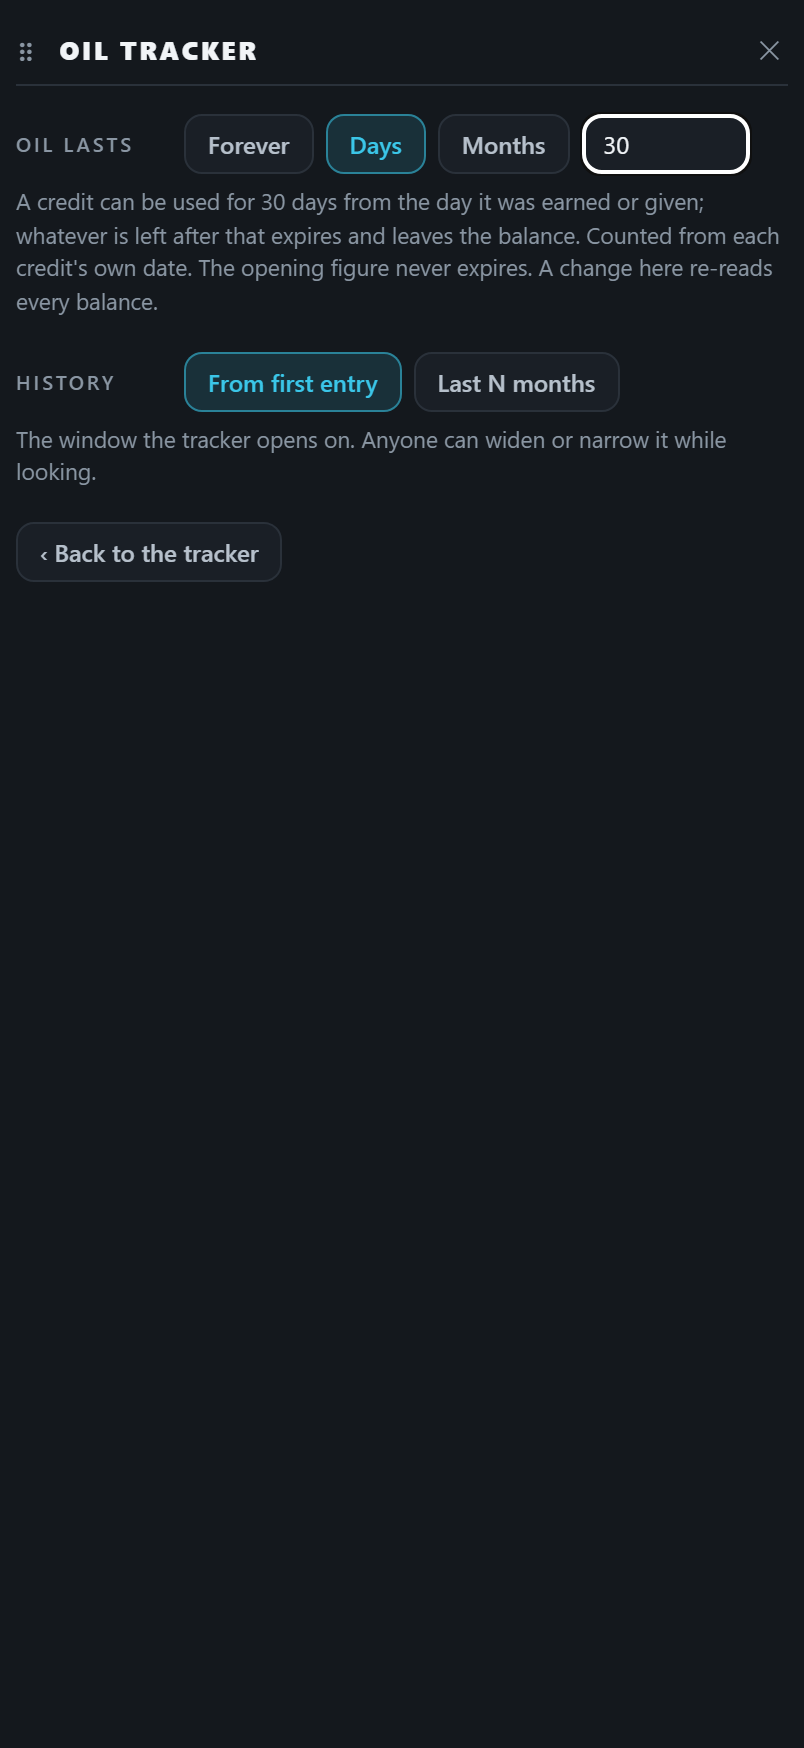 OIL TRACKER
OIL LASTS Forever Days Months 30
A credit can be used for 30 days from the day it was earned or given;
whatever is left after that expires and leaves the balance. Counted from each
credit's own date. The opening figure never expires. A change here re-reads
every balance.
HISTORY From first entry Last N months
The window the tracker opens on. Anyone can widen or narrow it while
looking.
‹ Back to the tracker